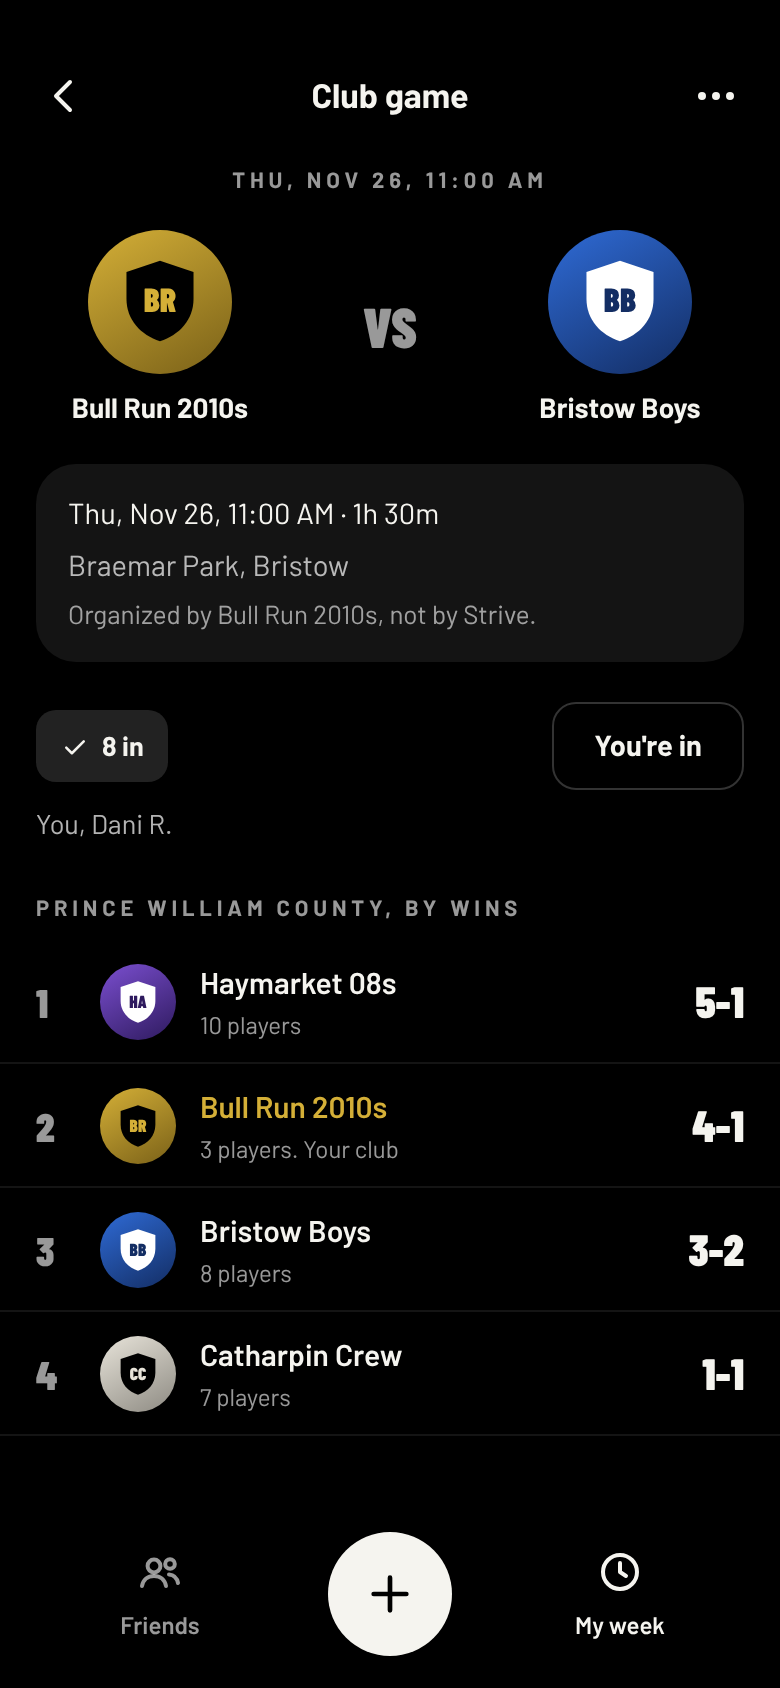 Club game
THU, NOV 26, 11:00 AM
BR
VS
BB
Bull Run 2010s
Bristow Boys
Thu, Nov 26, 11:00 AM · 1h 30m
Braemar Park, Bristow
Organized by Bull Run 2010s, not by Strive.
8 in
You're in
You, Dani R.
PRINCE WILLIAM COUNTY, BY WINS
1
HA
Haymarket 08s
10 players
5-1
2
BR
Bull Run 2010s
3 players. Your club
4-1
3
BB
Bristow Boys
8 players
3-2
4
CC
Catharpin Crew
7 players
1-1
Friends
My week